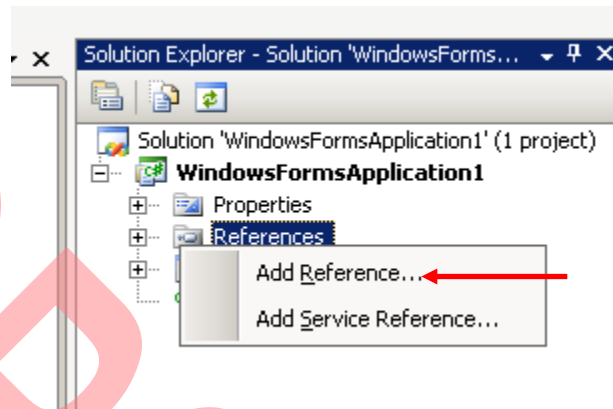 Solution Explorer - Solution 'WindowsForms...
Solution 'WindowsFormsApplication1' (1 project)
WindowsFormsApplication1
Properties
References
Add Reference...
Add Service Reference...